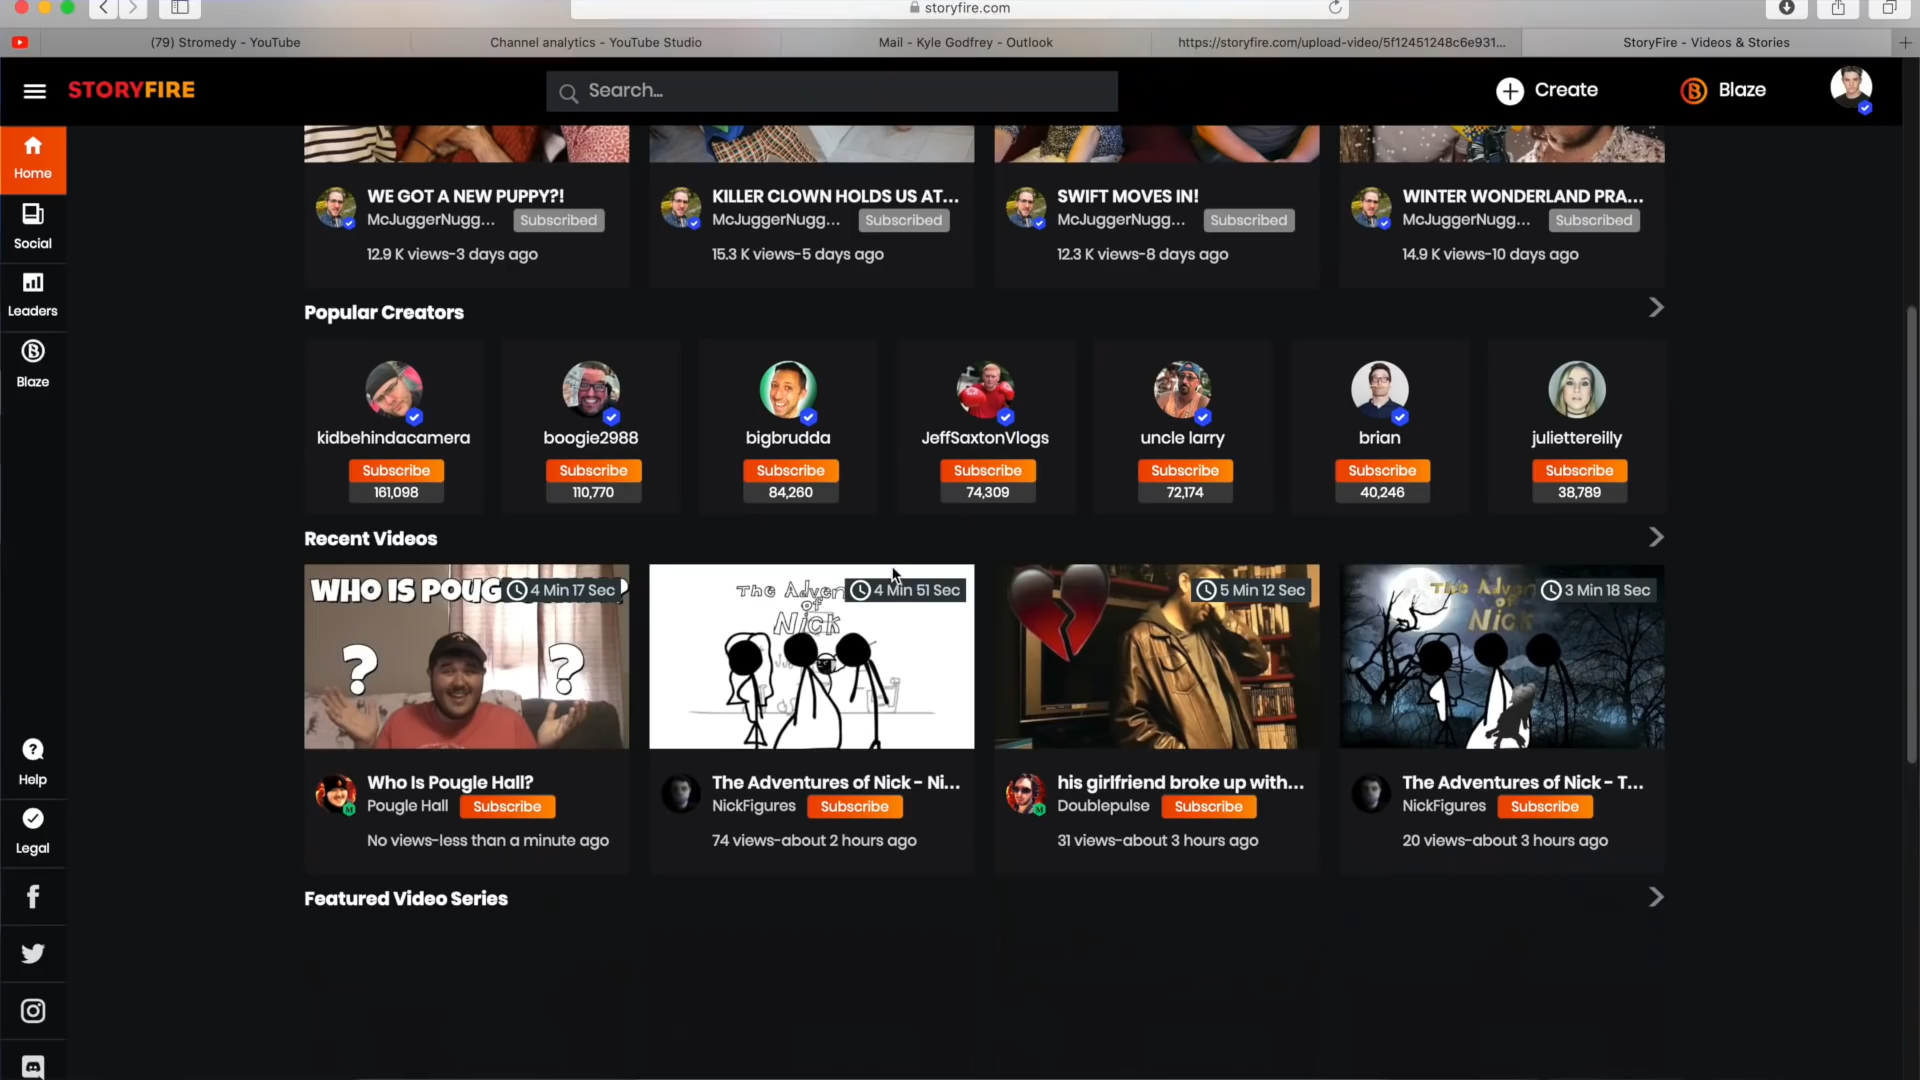 storyfire.com
(79) Stromedy - YouTube
Channel analytics - YouTube Studio
Mail - Kyle Godfrey - Outlook
https://storyfire.com/upload-video/5f12451248c6e931...
StoryFire - Videos & Stories
STORYFIRE
Search...
Create
Blaze
Home
Social
Leaders
Blaze
Help
Legal
WE GOT A NEW PUPPY?!
McJuggerNugg... Subscribed
12.9 K views-3 days ago
KILLER CLOWN HOLDS US AT...
McJuggerNugg... Subscribed
15.3 K views-5 days ago
SWIFT MOVES IN!
McJuggerNugg... Subscribed
12.3 K views-8 days ago
WINTER WONDERLAND PRA...
McJuggerNugg... Subscribed
14.9 K views-10 days ago
Popular Creators
kidbehindacamera
Subscribe
161,098
boogie2988
Subscribe
110,770
bigbrudda
Subscribe
84,260
JeffSaxtonVlogs
Subscribe
74,309
uncle larry
Subscribe
72,174
brian
Subscribe
40,246
juliettereilly
Subscribe
38,789
Recent Videos
WHO IS POUG ?
4 Min 17 Sec
? ?
Who Is Pougle Hall?
Pougle Hall Subscribe
No views-less than a minute ago
The Adven
of
Nick
4 Min 51 Sec
The Adventures of Nick - Ni...
NickFigures Subscribe
74 views-about 2 hours ago
5 Min 12 Sec
his girlfriend broke up with...
Doublepulse Subscribe
31 views-about 3 hours ago
The Adven
of
Nick
3 Min 18 Sec
The Adventures of Nick - T...
NickFigures Subscribe
20 views-about 3 hours ago
Featured Video Series